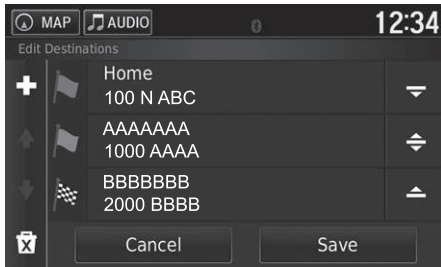 MAP
AUDIO
12:34
Edit Destinations
Home
100 N ABC
AAAAAAA
1000 AAAA
BBBBBBB
2000 BBBB
Cancel
Save